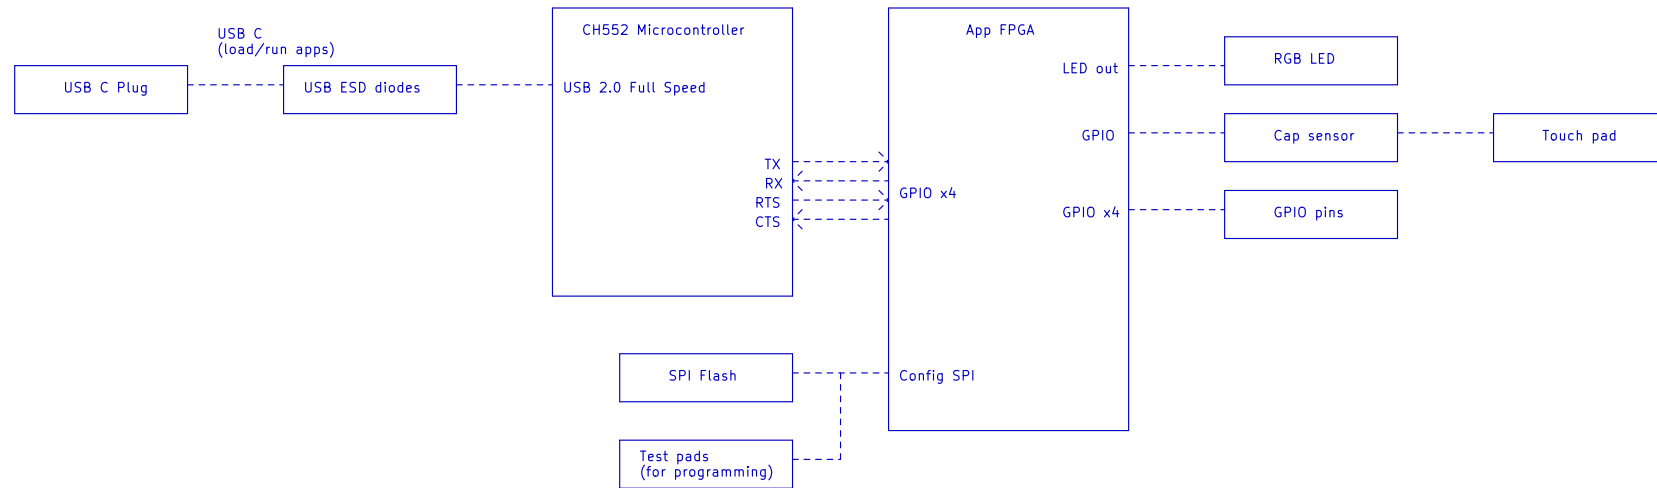 USB C
(load/run apps)
USB C Plug
USB ESD diodes
CH552 Microcontroller
USB 2.0 Full Speed
TX
RX
RTS
CTS
App FPGA
LED out
GPIO
GPIO x4
GPIO x4
Config SPI
RGB LED
Cap sensor
Touch pad
GPIO pins
SPI Flash
Test pads
(for programming)